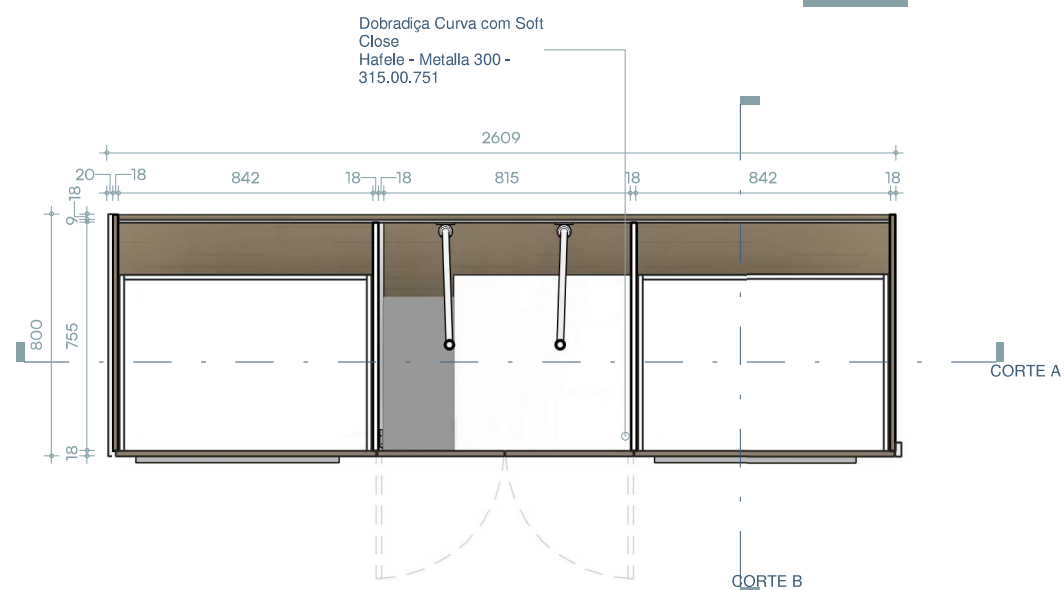 Dobradiça Curva com Soft
Close
Hafele - Metalla 300 -
315.00.751
2609
20 18 842 18 18 815 18 842 18
18
9
800
755
18
CORTE A
CORTE B